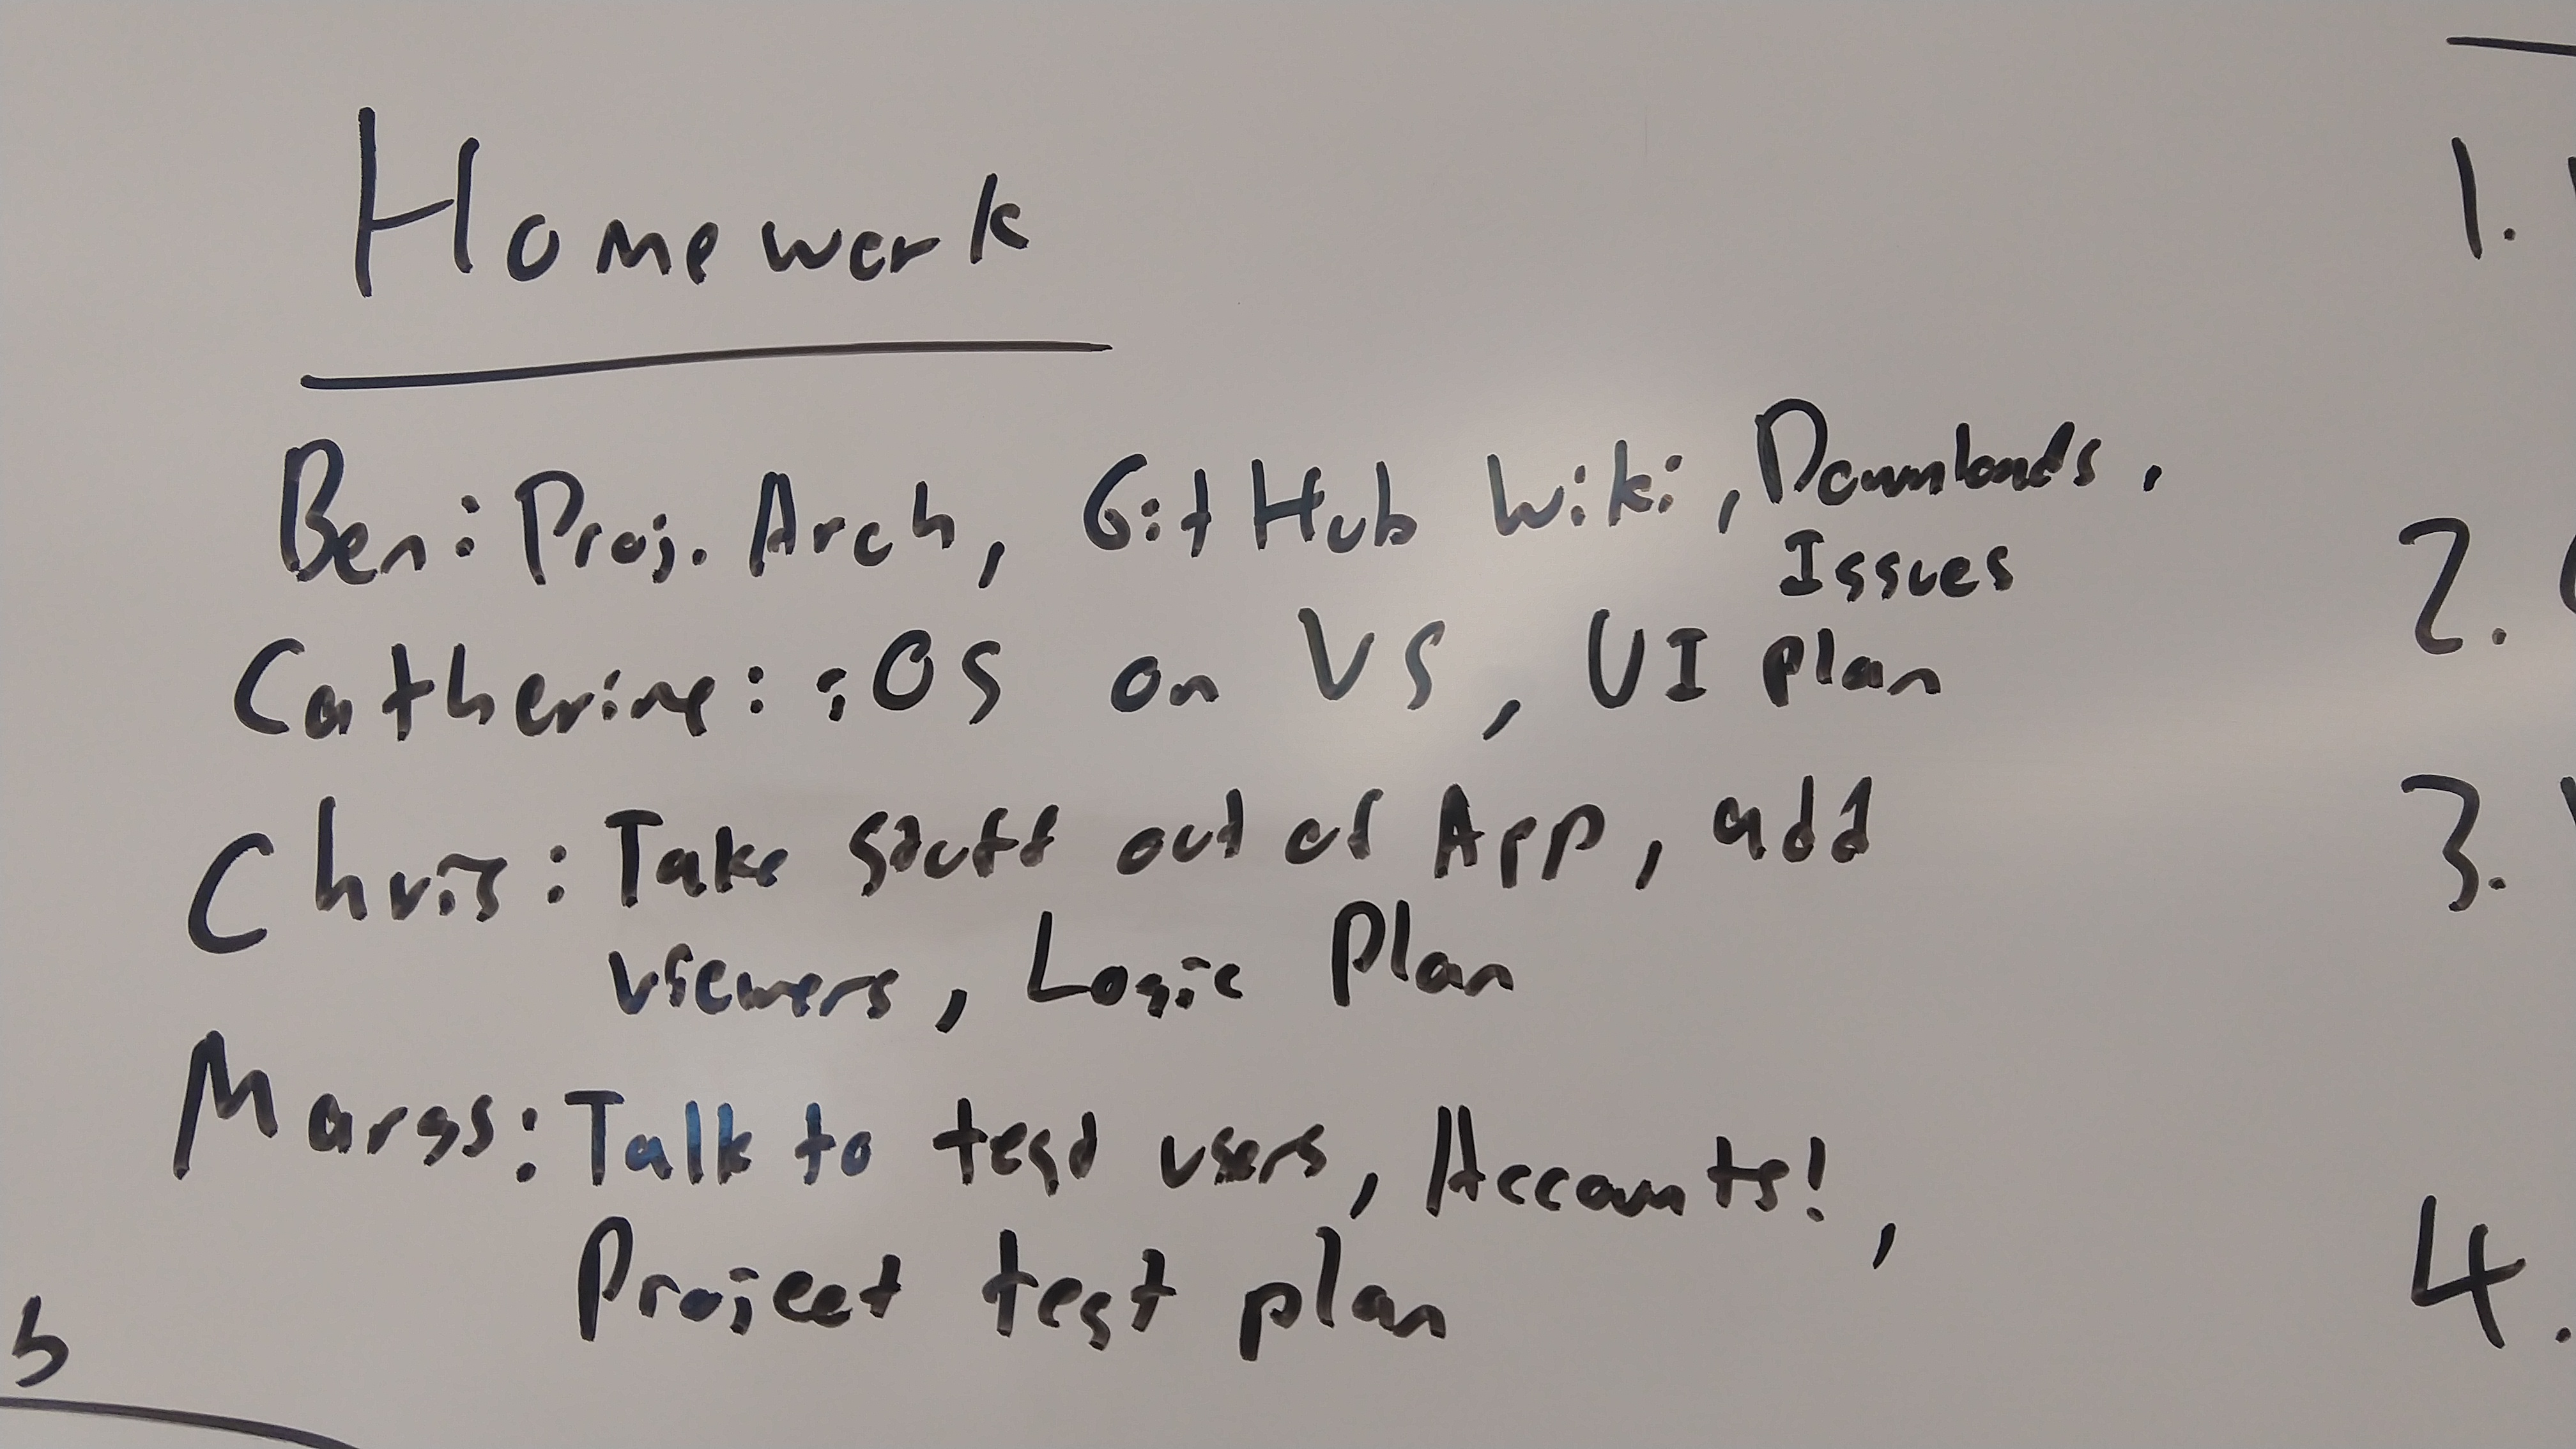 Homework
Ben: Proj. Arch, GitHub Wiki, Downloads,
Issues
Catherine: iOS on VS, UI plan
Chris: Take stuff out of App, add
viewers, Logic Plan
Margs: Talk to test users, Accounts!,
Project test plan
1.
2.
3.
4.